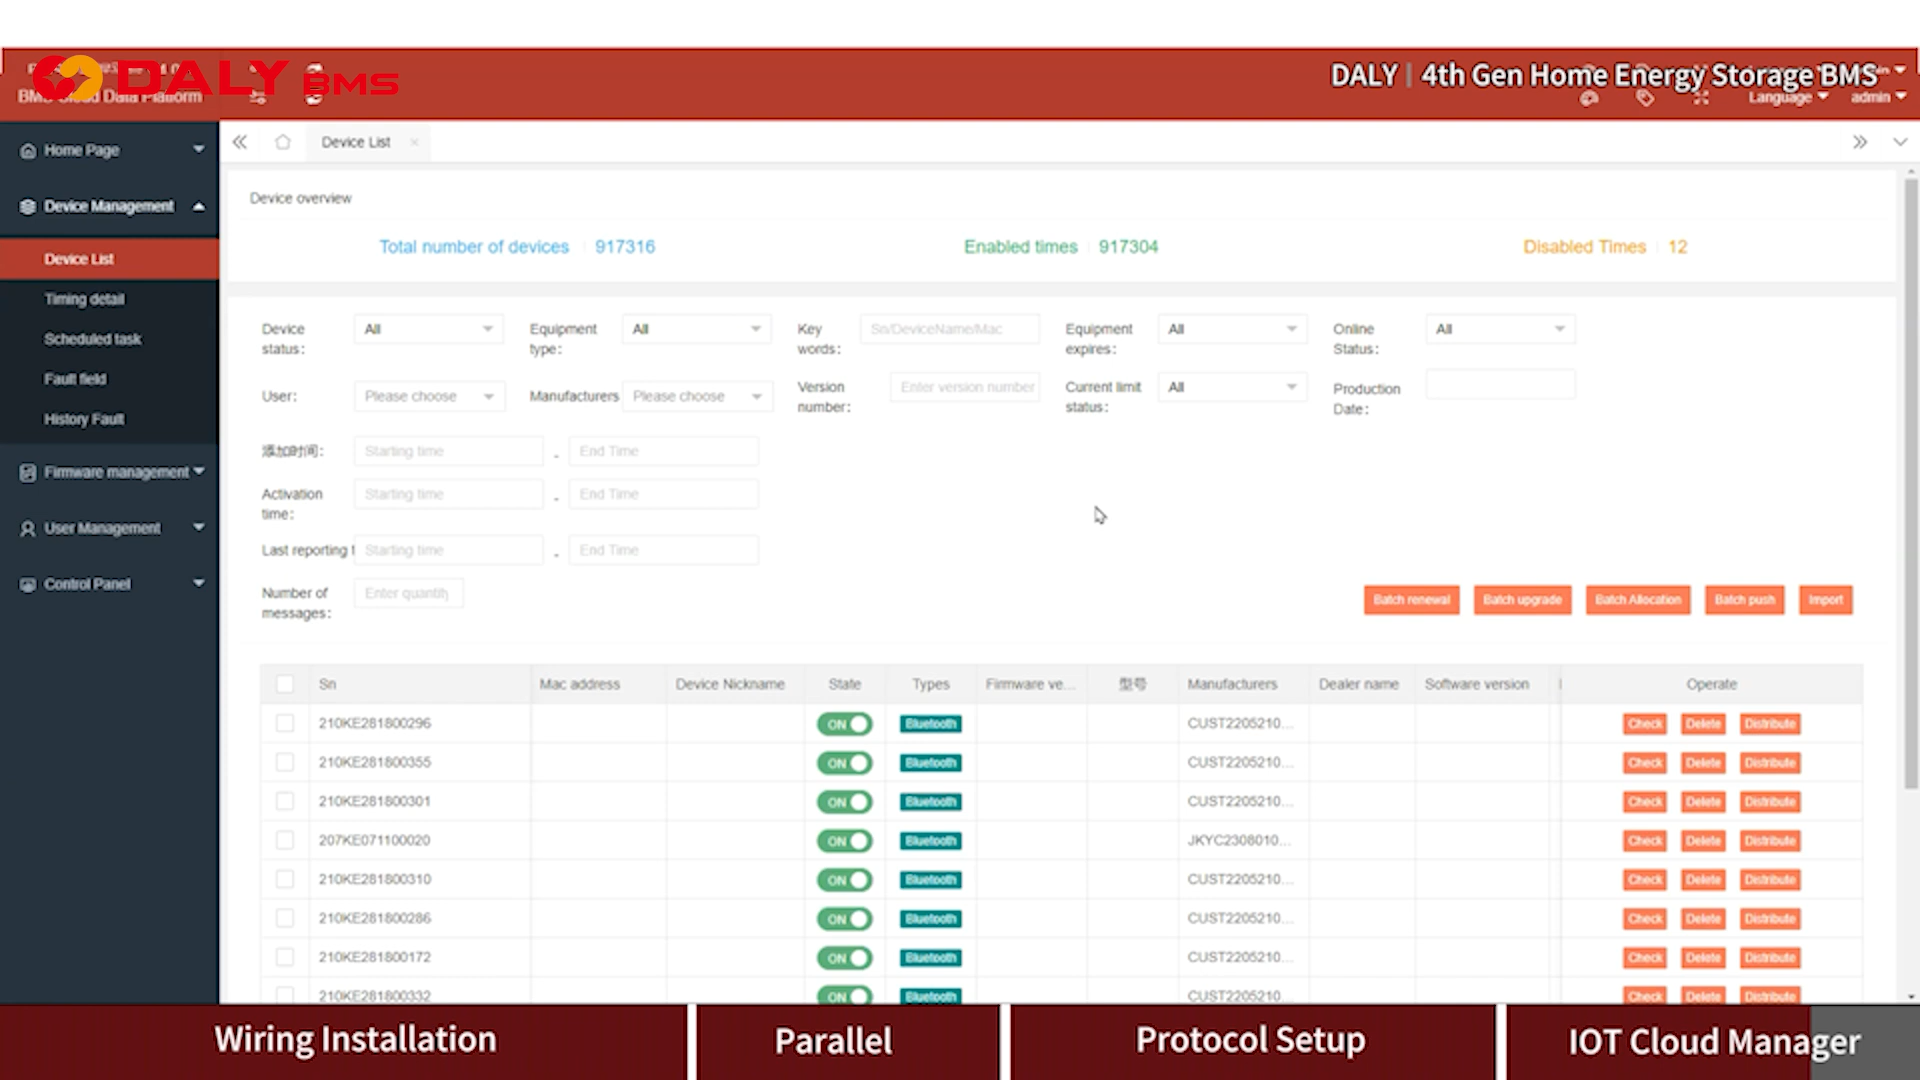 DALY BMS
DALY | 4th Gen Home Energy Storage BMS
BMS Cloud Data Platform
Language
admin
Home Page
Device Management
Device List
Timing detail
Scheduled task
Fault field
History Fault
Firmware management
User Management
Control Panel
Device List
Device overview
Total number of devices 917316
Enabled times 917304
Disabled Times 12
Device status: All
Equipment type: All
Key words: Sn/DeviceName/Mac
Equipment expires: All
Online Status: All
User: Please choose
Manufacturers Please choose
Version number: Enter version number
Current limit status: All
Production Date:
添加时间: Starting time - End Time
Activation time: Starting time - End Time
Last reporting t Starting time - End Time
Number of messages: Enter quantity
Batch renewal Batch upgrade Batch Allocation Batch push Import
Sn Mac address Device Nickname State Types Firmware ve... 型号 Manufacturers Dealer name Software version Operate
210KE281800296 ON Bluetooth CUST2205210... Check Delete Distribute
210KE281800355 ON Bluetooth CUST2205210... Check Delete Distribute
210KE281800301 ON Bluetooth CUST2205210... Check Delete Distribute
207KE071100020 ON Bluetooth JKYC2308010... Check Delete Distribute
210KE281800310 ON Bluetooth CUST2205210... Check Delete Distribute
210KE281800286 ON Bluetooth CUST2205210... Check Delete Distribute
210KE281800172 ON Bluetooth CUST2205210... Check Delete Distribute
210KE281800332 ON Bluetooth CUST2205210... Check Delete Distribute
Wiring Installation
Parallel
Protocol Setup
IOT Cloud Manager